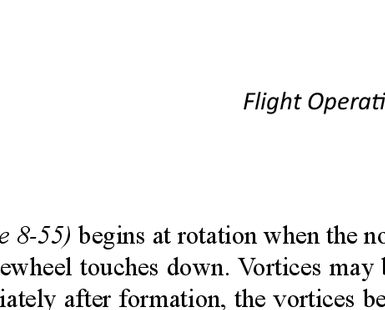 Flight Operati
e 8-55) begins at rotation when the no
ewheel touches down. Vortices may b
iately after formation, the vortices be